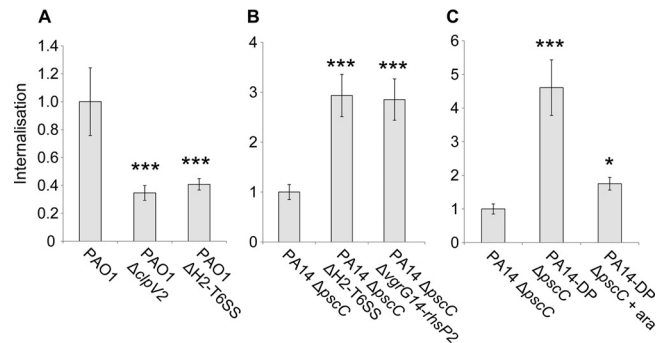 A
Internalisation
1.4
1.2
1.0
0.8
0.6
0.4
0.2
0
***
***
PAO1
PAO1
ΔclpV2
PAO1
ΔH2-T6SS
B
4
3
2
1
0
***
***
PA14 ΔpscC
PA14 ΔpscC
ΔH2-T6SS
PA14 ΔpscC
ΔvgrG14-rhsP2
C
6
5
4
3
2
1
0
***
*
PA14 ΔpscC
PA14-DP
ΔpscC
PA14-DP
ΔpscC + ara